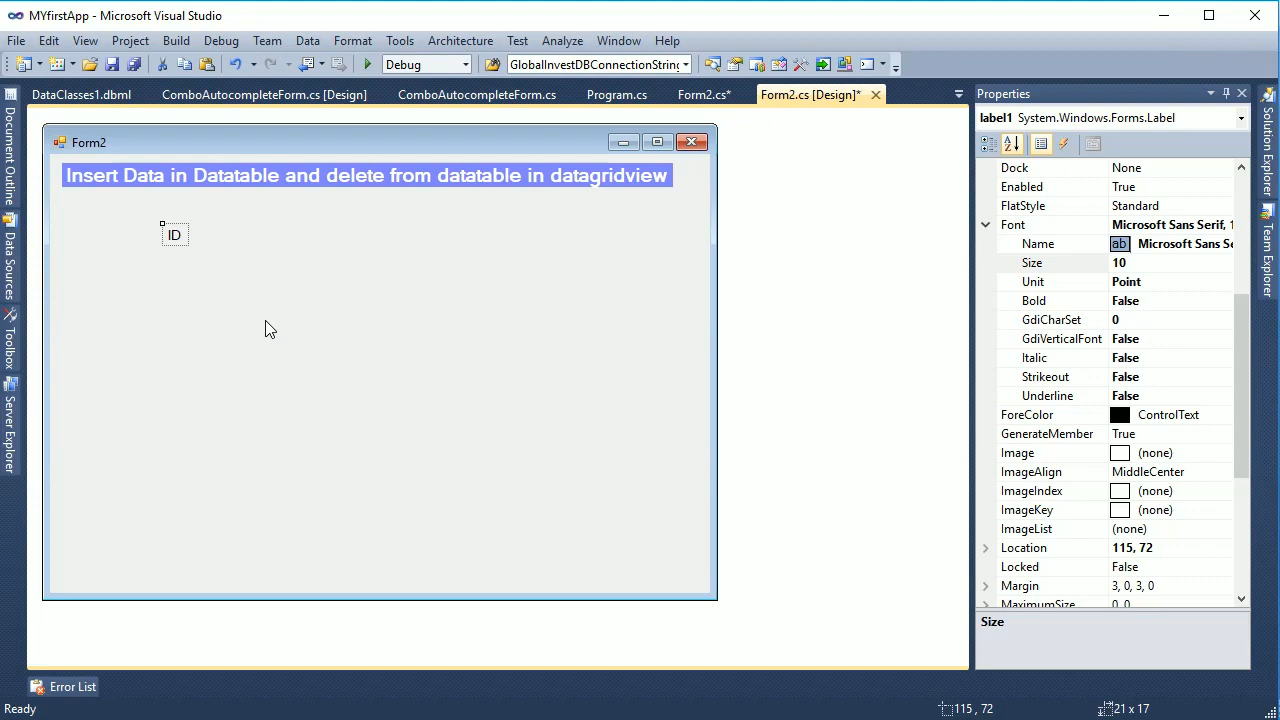 MYfirstApp - Microsoft Visual Studio
File Edit View Project Build Debug Team Data Format Tools Architecture Test Analyze Window Help
Debug GlobalInvestDBConnectionString
DataClasses1.dbml ComboAutocompleteForm.cs [Design] ComboAutocompleteForm.cs Program.cs Form2.cs* Form2.cs [Design]*
Document Outline
Data Sources
Toolbox
Server Explorer
Form2
Insert Data in Datatable and delete from datatable in datagridview
ID
Properties
label1 System.Windows.Forms.Label
Dock None
Enabled True
FlatStyle Standard
Font Microsoft Sans Serif, 1
Name ab Microsoft Sans Se
Size 10
Unit Point
Bold False
GdiCharSet 0
GdiVerticalFont False
Italic False
Strikeout False
Underline False
ForeColor ControlText
GenerateMember True
Image (none)
ImageAlign MiddleCenter
ImageIndex (none)
ImageKey (none)
ImageList (none)
Location 115, 72
Locked False
Margin 3, 0, 3, 0
MaximumSize 0, 0
Size
Solution Explorer
Team Explorer
Error List
Ready 115 , 72 21 x 17